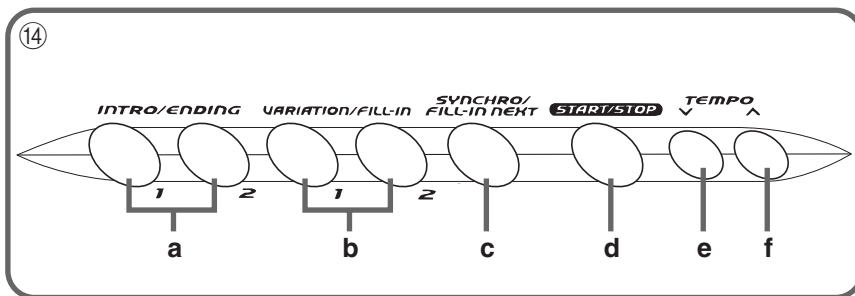 ⑭
INTRO/ENDING VARIATION/FILL-IN SYNCHRO/ FILL-IN NEXT START/STOP TEMPO
∨ ∧
1 2 1 2
a b c d e f